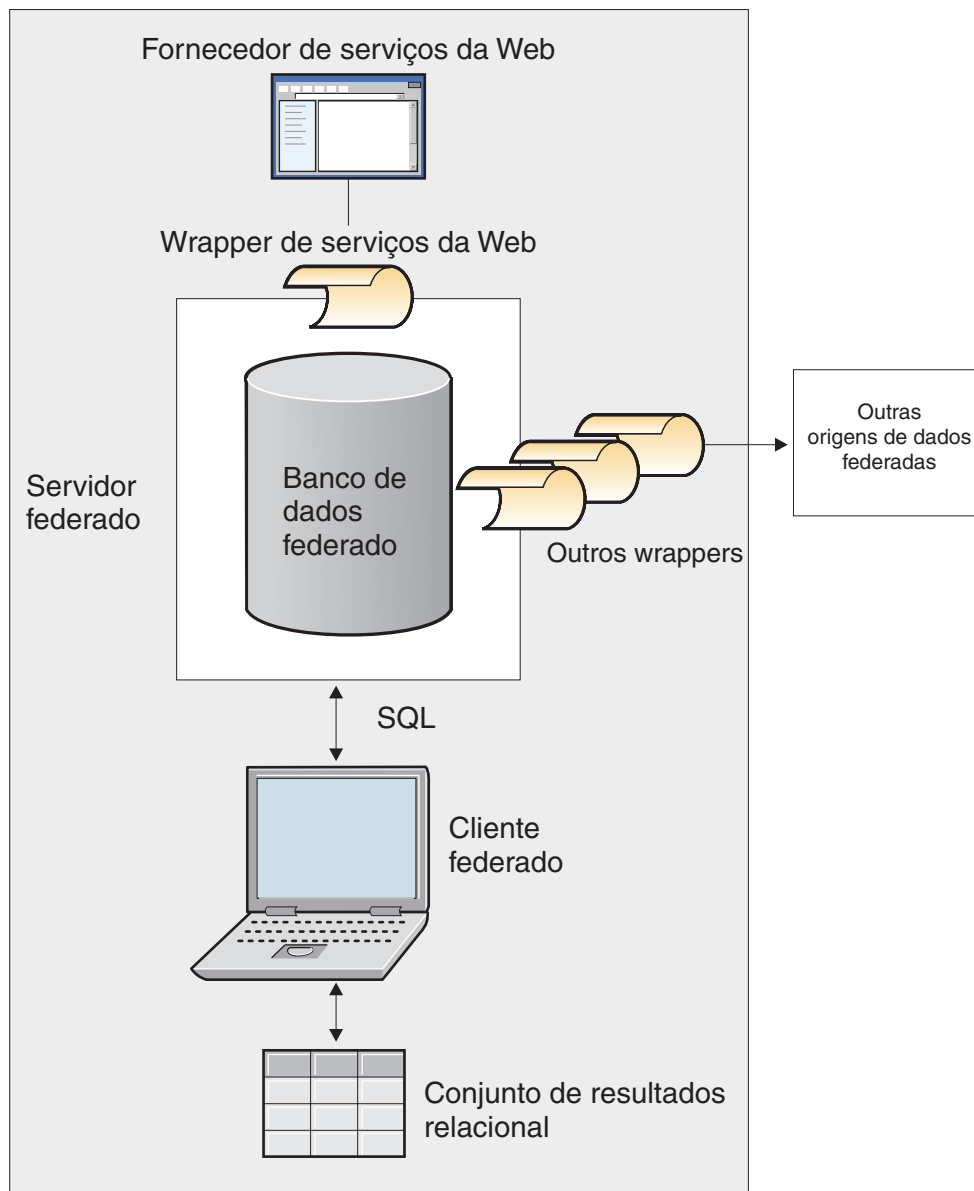 Fornecedor de serviços da Web
Wrapper de serviços da Web
Servidor
federado
Banco de
dados
federado
Outros wrappers
Outras
origens de dados
federadas
SQL
Cliente
federado
Conjunto de resultados
relacional